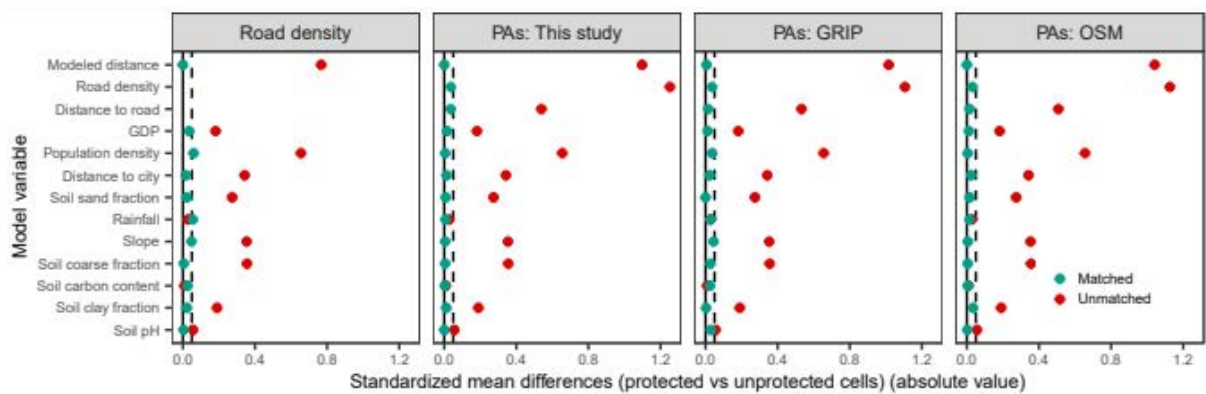 Road density
PAs: This study
PAs: GRIP
PAs: OSM
Model variable
Modeled distance
Road density
Distance to road
GDP
Population density
Distance to city
Soil sand fraction
Rainfall
Slope
Soil coarse fraction
Soil carbon content
Soil clay fraction
Soil pH
Matched
Unmatched
0.0 0.4 0.8 1.2
0.0 0.4 0.8 1.2
0.0 0.4 0.8 1.2
0.0 0.4 0.8 1.2
Standardized mean differences (protected vs unprotected cells) (absolute value)